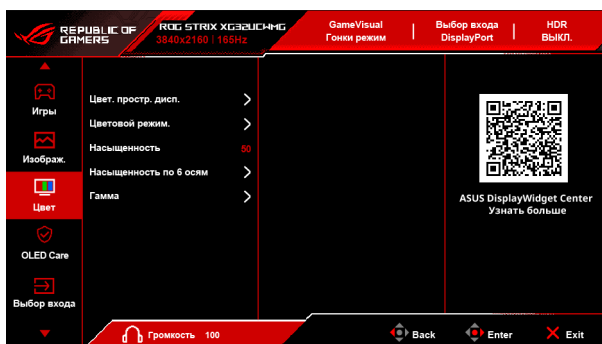 REPUBLIC OF
GAMERS
ROG STRIX XG32UCWMG
3840x2160 | 165Hz
GameVisual
Гонки режим
Выбор входа
DisplayPort
HDR
ВЫКЛ.
Игры
Изображ.
Цвет
OLED Care
Выбор входа
Цвет. простр. дисп.
Цветовой режим.
Насыщенность 50
Насыщенность по 6 осям
Гамма
ASUS DisplayWidget Center
Узнать больше
Громкость 100
Back
Enter
Exit